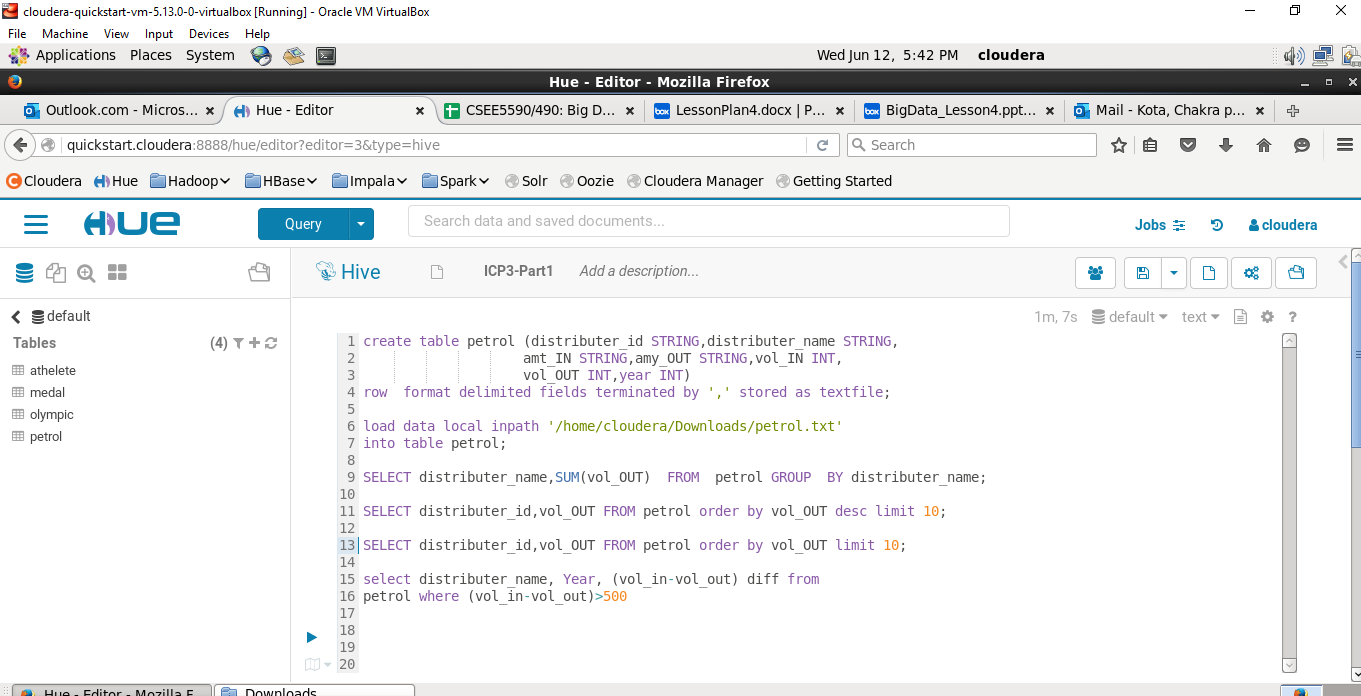 cloudera-quickstart-vm-5.13.0-0-virtualbox [Running] - Oracle VM VirtualBox
File Machine View Input Devices Help
Applications Places System Wed Jun 12, 5:42 PM cloudera
Hue - Editor - Mozilla Firefox
Outlook.com - Micros... Hue - Editor CSEE5590/490: Big D... LessonPlan4.docx | P... BigData_Lesson4.ppt... Mail - Kota, Chakra p...
quickstart.cloudera:8888/hue/editor?editor=3&type=hive Search
Cloudera Hue Hadoop HBase Impala Spark Solr Oozie Cloudera Manager Getting Started
HUE Query Search data and saved documents... Jobs cloudera
Hive ICP3-Part1 Add a description...
default 1m, 7s default text ?
Tables (4)
athelete
medal
olympic
petrol
1 create table petrol (distributer_id STRING,distributer_name STRING,
2 amt_IN STRING,amy_OUT STRING,vol_IN INT,
3 vol_OUT INT,year INT)
4 row  format delimited fields terminated by ',' stored as textfile;
5
6 load data local inpath '/home/cloudera/Downloads/petrol.txt'
7 into table petrol;
8
9 SELECT distributer_name,SUM(vol_OUT)  FROM  petrol GROUP  BY distributer_name;
10
11 SELECT distributer_id,vol_OUT FROM petrol order by vol_OUT desc limit 10;
12
13 SELECT distributer_id,vol_OUT FROM petrol order by vol_OUT limit 10;
14
15 select distributer_name, Year, (vol_in-vol_out) diff from
16 petrol where (vol_in-vol_out)>500
17
18
19
20
Hue - Editor - Mozilla F... Downloads